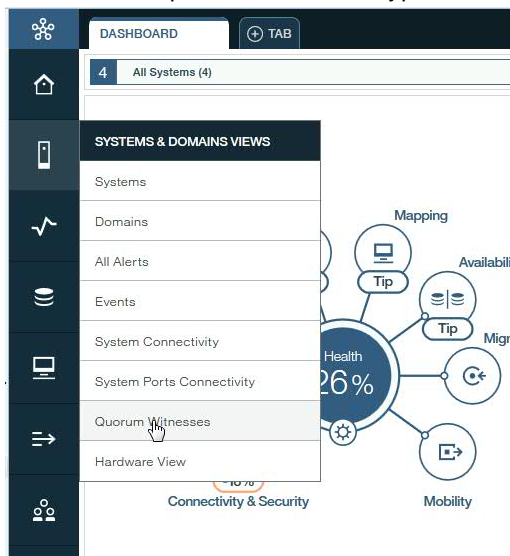 DASHBOARD
TAB
4 All Systems (4)
SYSTEMS & DOMAINS VIEWS
Systems
Domains
All Alerts
Events
System Connectivity
System Ports Connectivity
Quorum Witnesses
Hardware View
Mapping
Tip
Availabili
Tip
Migr
Health
26%
Connectivity & Security
Mobility